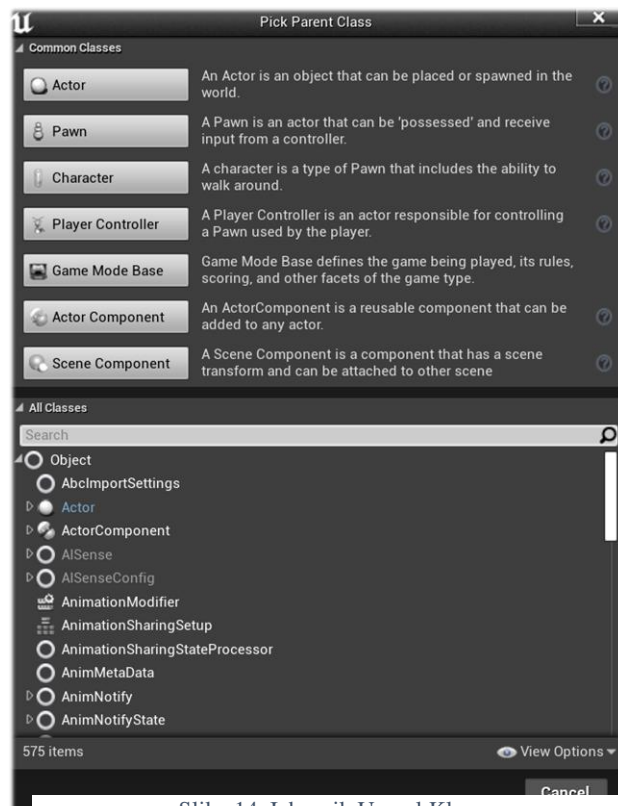 Pick Parent Class
Common Classes
Actor
An Actor is an object that can be placed or spawned in the
world.
Pawn
A Pawn is an actor that can be 'possessed' and receive
input from a controller.
Character
A character is a type of Pawn that includes the ability to
walk around.
Player Controller
A Player Controller is an actor responsible for controlling
a Pawn used by the player.
Game Mode Base
Game Mode Base defines the game being played, its rules,
scoring, and other facets of the game type.
Actor Component
An ActorComponent is a reusable component that can be
added to any actor.
Scene Component
A Scene Component is a component that has a scene
transform and can be attached to other scene
All Classes
Search
Object
AbcImportSettings
Actor
ActorComponent
AISense
AISenseConfig
AnimationModifier
AnimationSharingSetup
AnimationSharingStateProcessor
AnimMetaData
AnimNotify
AnimNotifyState
575 items
View Options
Cancel